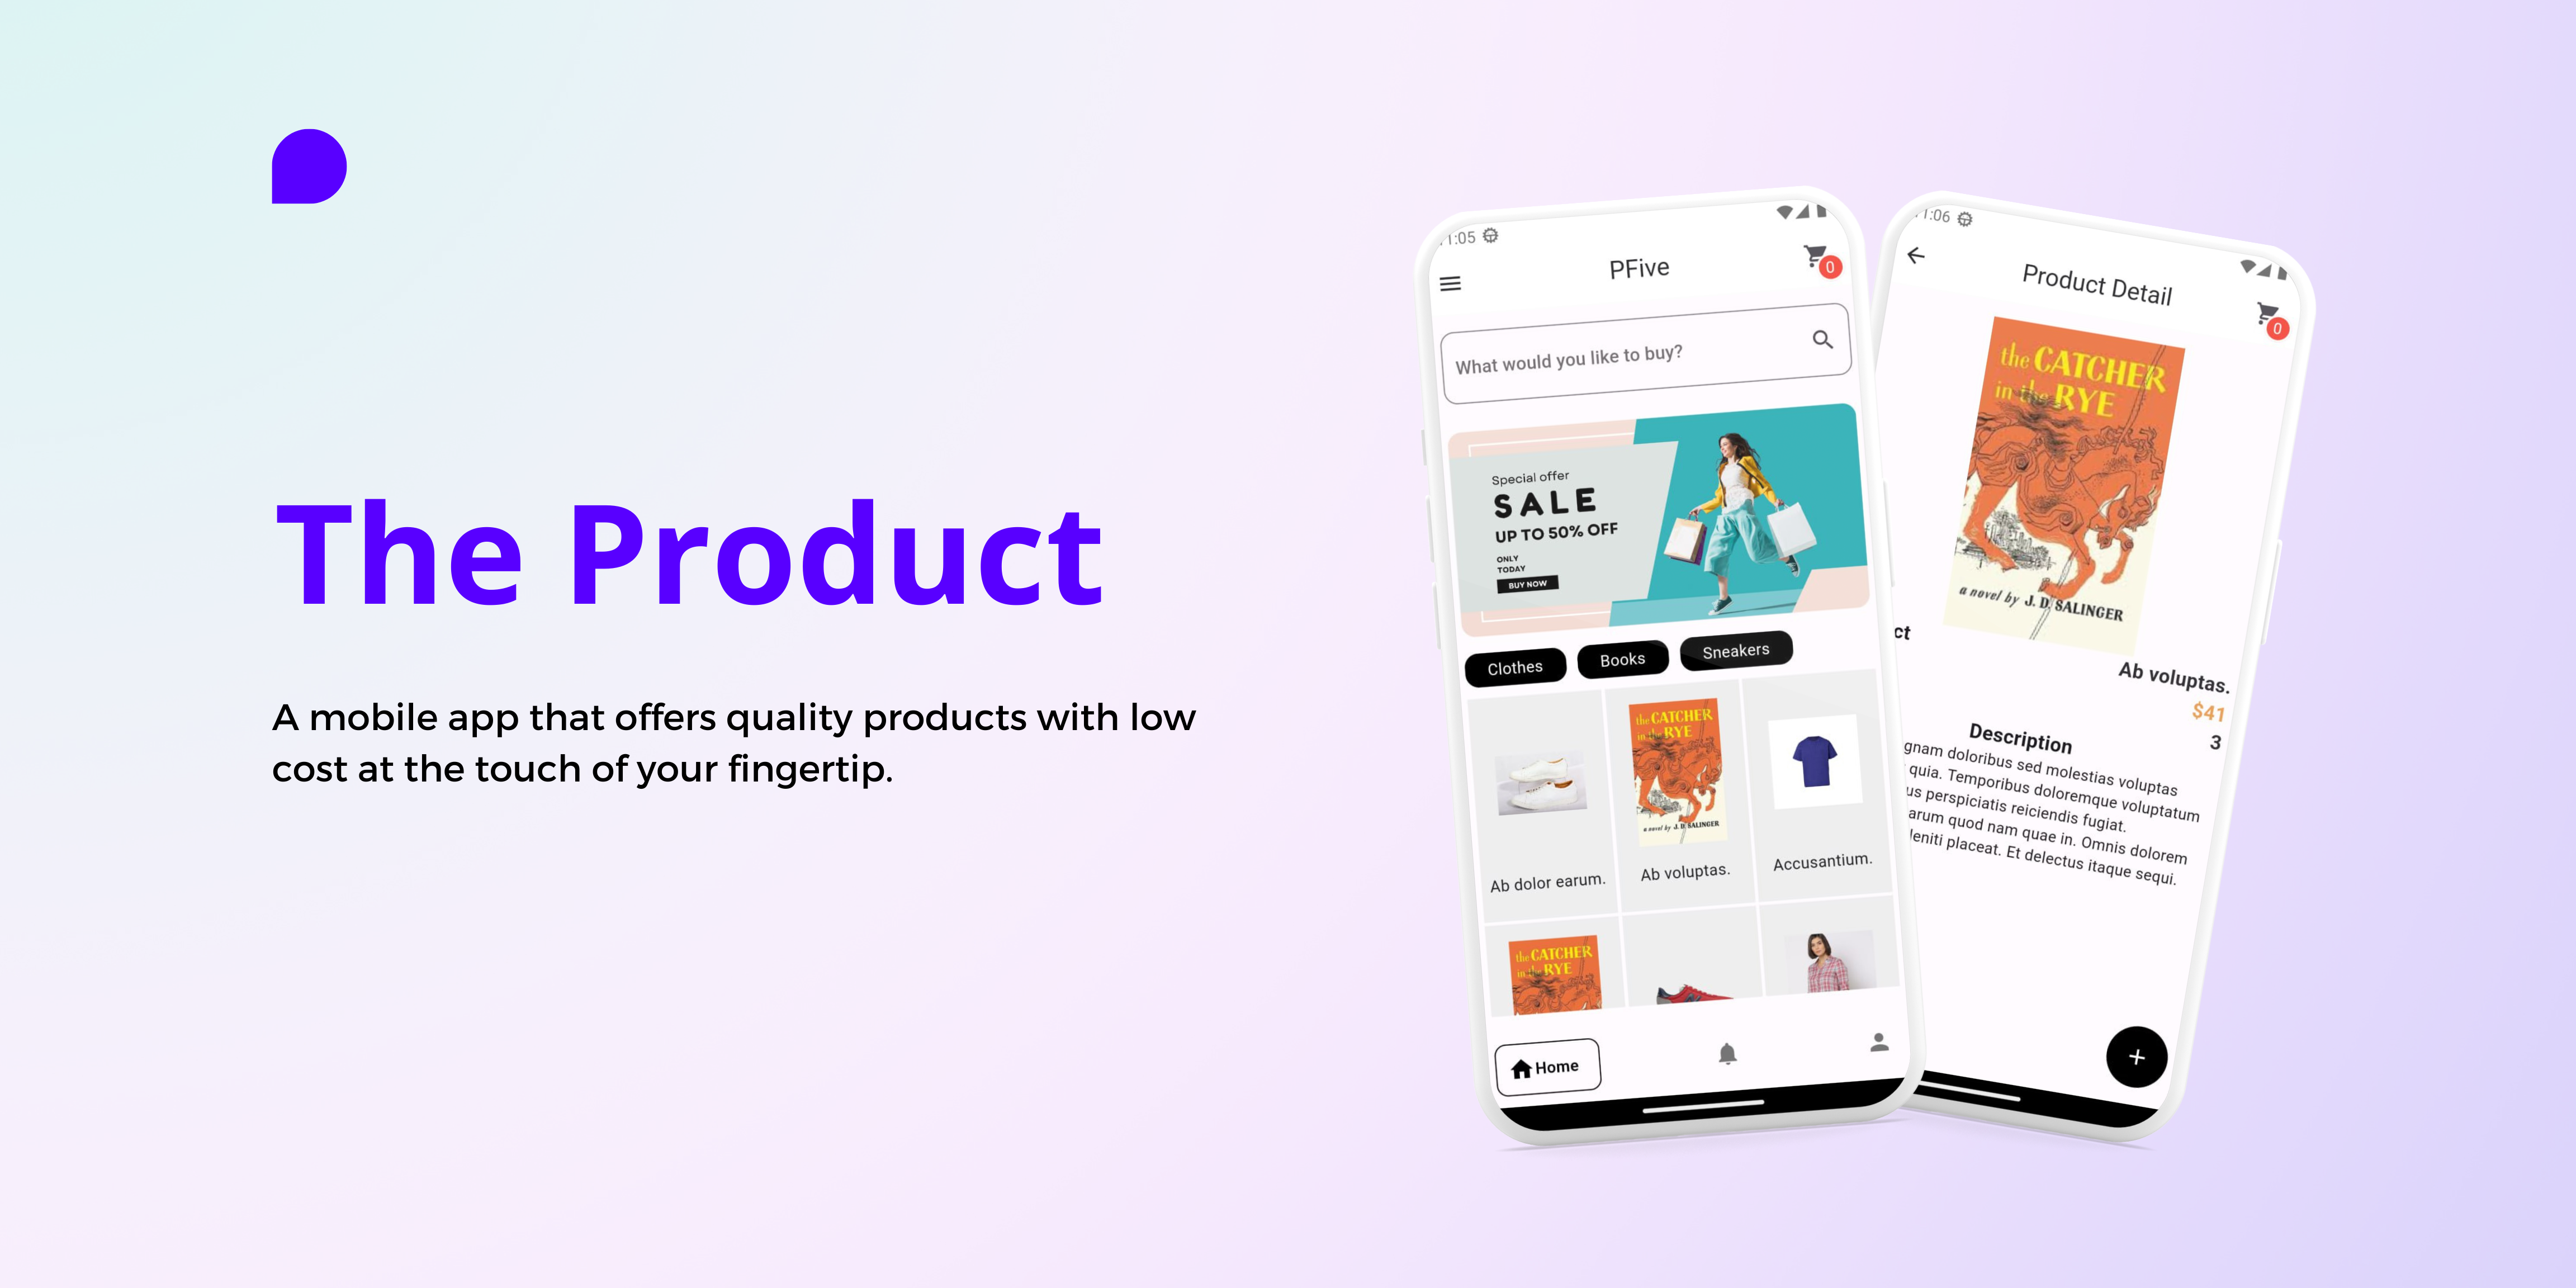 The Product
A mobile app that offers quality products with low
cost at the touch of your fingertip.
1:05
PFive
0
What would you like to buy?
Special offer
SALE
UP TO 50% OFF
ONLY
TODAY
BUY NOW
Clothes
Books
Sneakers
the CATCHER
in the RYE
a novel by J. D. SALINGER
Ab dolor earum.
Ab voluptas.
Accusantium.
the CATCHER
in the RYE
Home
1:06
Product Detail
0
the CATCHER
in the RYE
a novel by J. D. SALINGER
ct
Ab voluptas.
$41
3
Description
gnam doloribus sed molestias voluptas
quia. Temporibus doloremque voluptatum
us perspiciatis reiciendis fugiat.
arum quod nam quae in. Omnis dolorem
leniti placeat. Et delectus itaque sequi.